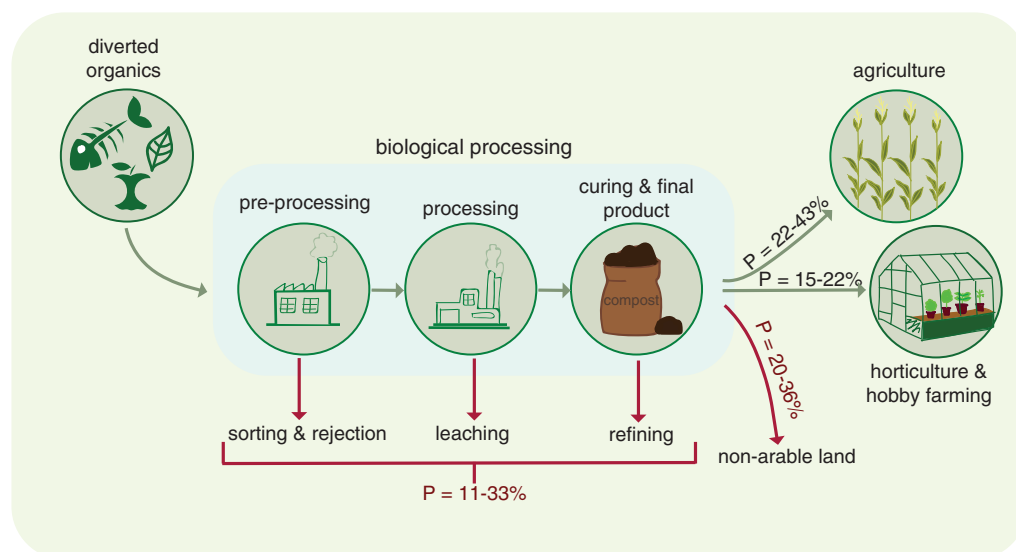 diverted
organics
agriculture
biological processing
pre-processing
processing
curing & final
product
compost
P = 22-43%
P = 15-22%
P = 20-36%
horticulture &
hobby farming
sorting & rejection
leaching
refining
non-arable land
P = 11-33%